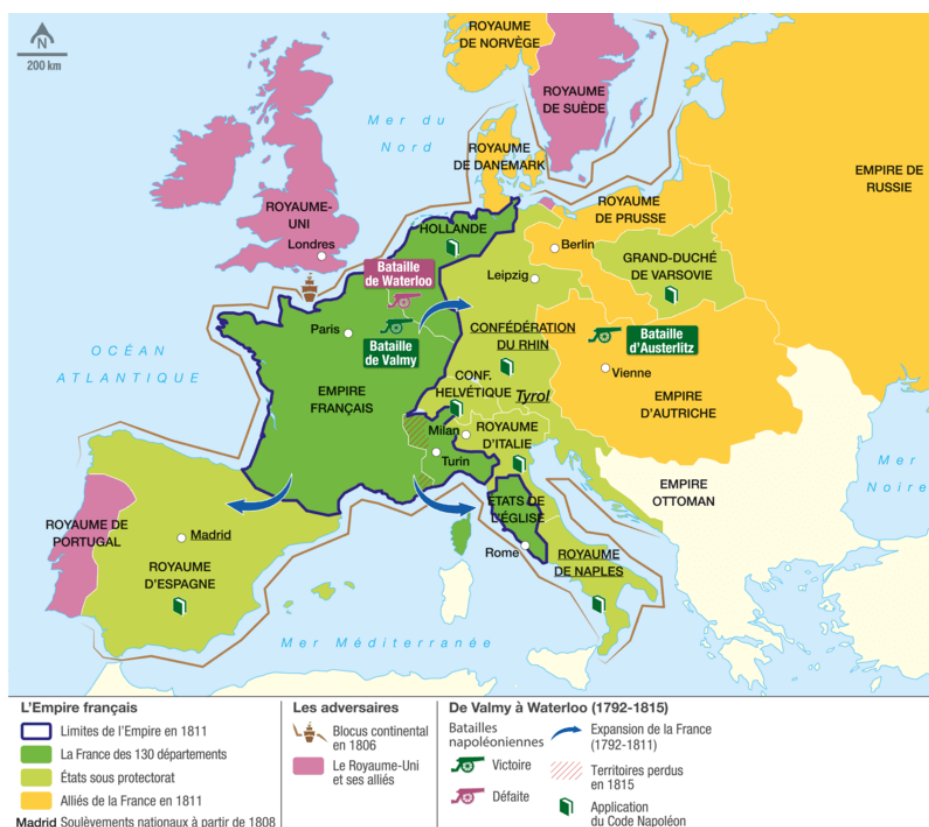 N
200 km
ROYAUME
DE NORVÈGE
ROYAUME
DE SUÈDE
Mer du
Nord
ROYAUME
DE DANEMARK
EMPIRE DE
RUSSIE
ROYAUME-
UNI
Londres
HOLLANDE
ROYAUME
DE PRUSSE
Berlin
GRAND-DUCHÉ
DE VARSOVIE
Bataille
de Waterloo
Leipzig
Paris
Bataille
de Valmy
CONFÉDÉRATION
DU RHIN
Bataille
d'Austerlitz
Vienne
OCÉAN
ATLANTIQUE
EMPIRE
FRANÇAIS
CONF.
HELVÉTIQUE
Tyrol
EMPIRE
D'AUTRICHE
Milan
ROYAUME
D'ITALIE
Turin
EMPIRE
OTTOMAN
Mer
Noire
ROYAUME DE
PORTUGAL
Madrid
ROYAUME
D'ESPAGNE
ÉTATS DE
L'ÉGLISE
Rome
ROYAUME
DE NAPLES
Mer Méditerranée
L'Empire français
Limites de l'Empire en 1811
La France des 130 départements
États sous protectorat
Alliés de la France en 1811
Madrid Soulèvements nationaux à partir de 1808
Les adversaires
Blocus continental
en 1806
Le Royaume-Uni
et ses alliés
De Valmy à Waterloo (1792-1815)
Batailles
napoléoniennes
Victoire
Défaite
Expansion de la France
(1792-1811)
Territoires perdus
en 1815
Application
du Code Napoléon